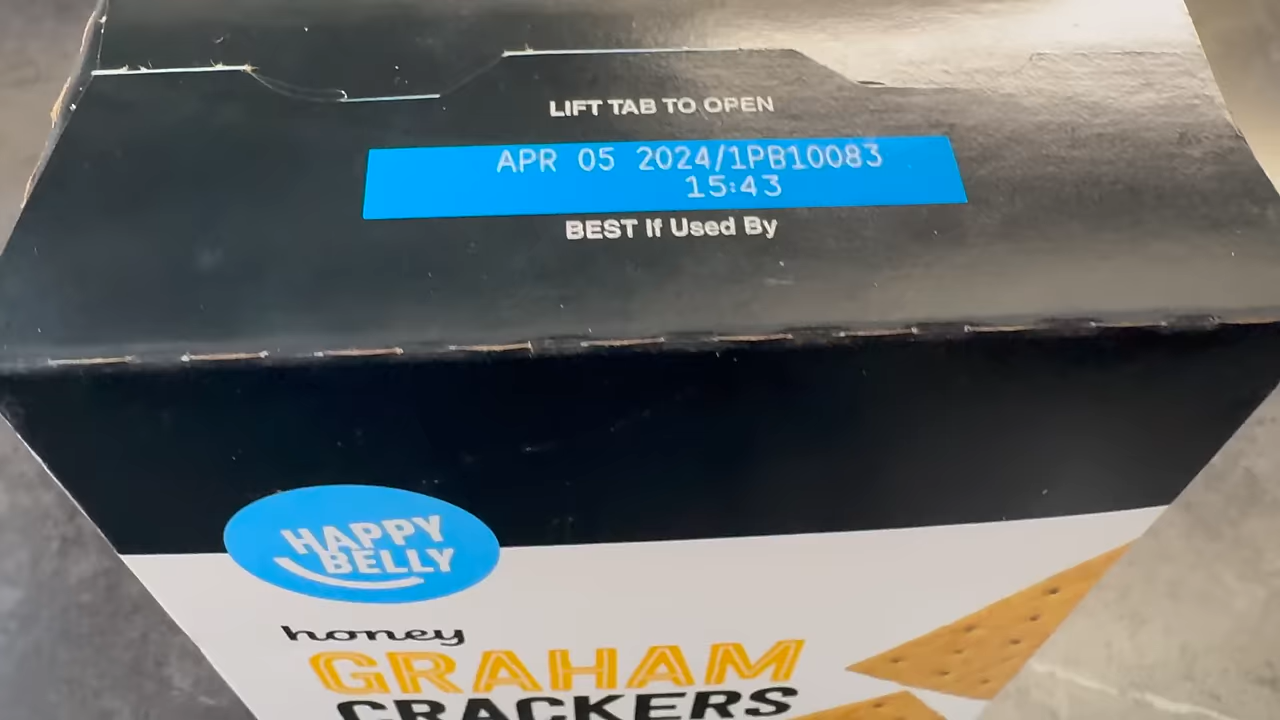 LIFT TAB TO OPEN
APR 05 2024/1PB10083
15:43
BEST If Used By
HAPPY
BELLY
honey
GRAHAM
CRACKERS